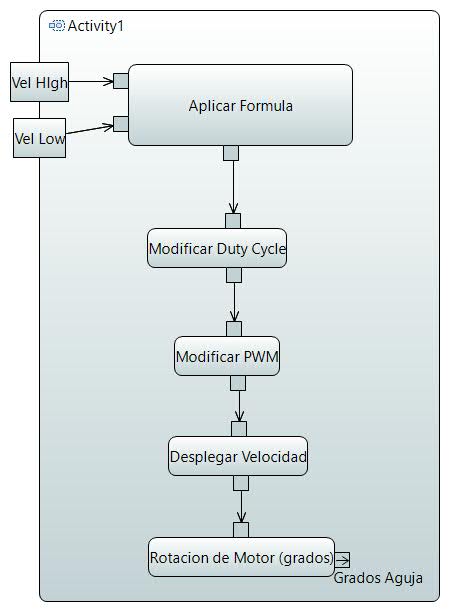 Activity1
Vel HIgh
Aplicar Formula
Vel Low
Modificar Duty Cycle
Modificar PWM
Desplegar Velocidad
Rotacion de Motor (grados)
Grados Aguja